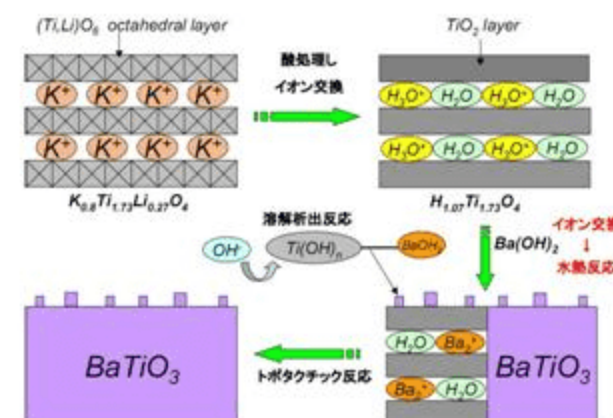 (Ti,Li)O₆ octahedral layer
TiO₂ layer
酸処理し
イオン交換
K⁺ K⁺ K⁺ K⁺
K⁺ K⁺ K⁺ K⁺
H₃O⁺ H₂O H₃O⁺ H₂O
H₃O⁺ H₂O H₃O⁺ H₂O
K₀.₈Ti₁.₇₃Li₀.₂₇O₄
H₁.₀₇Ti₁.₇₃O₄
溶解析出反応
OH⁻
Ti(OH)ₙ
BaOH⁺
Ba(OH)₂
イオン交換
↓
水熱反応
H₂O Ba₂⁺
Ba₂⁺ H₂O
BaTiO₃
トポタクチック反応
BaTiO₃